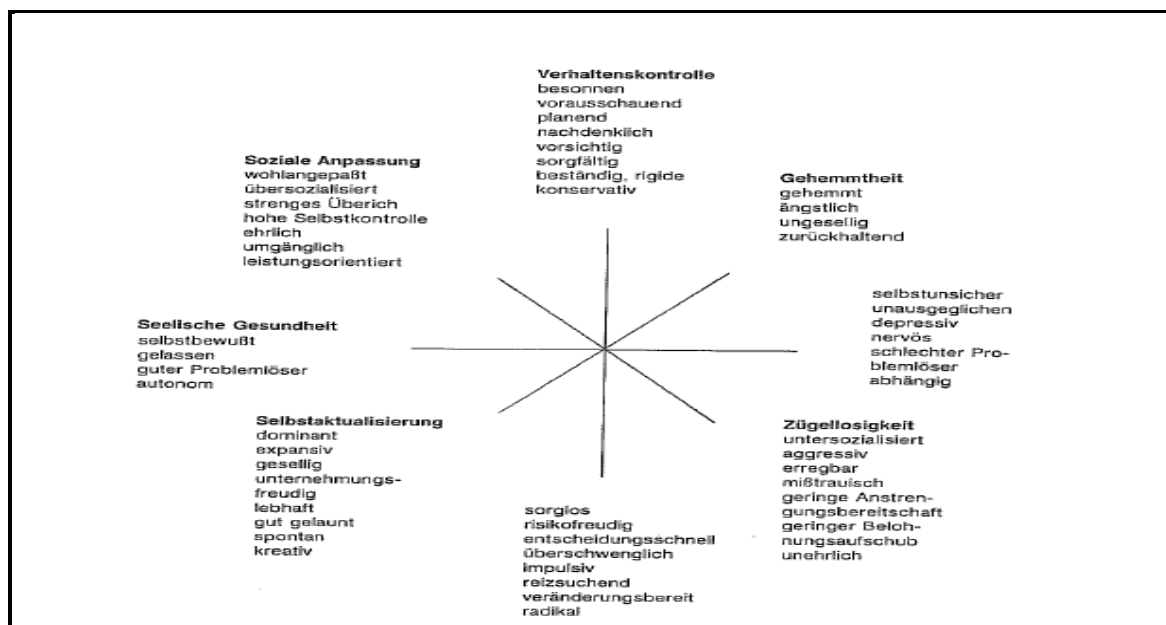 Verhaltenskontrolle
besonnen
vorausschauend
planend
nachdenklich
vorsichtig
sorgfältig
beständig, rigide
konservativ
Soziale Anpassung
wohlangepaßt
übersozialisiert
strenges Überich
hohe Selbstkontrolle
ehrlich
umgänglich
leistungsorientiert
Gehemmtheit
gehemmt
ängstlich
ungesellig
zurückhaltend
Seelische Gesundheit
selbstbewußt
gelassen
guter Problemlöser
autonom
selbstunsicher
unausgeglichen
depressiv
nervös
schlechter Pro-
blemlöser
abhängig
Selbstaktualisierung
dominant
expansiv
gesellig
unternehmungs-
freudig
lebhaft
gut gelaunt
spontan
kreativ
sorglos
risikofreudig
entscheidungsschnell
überschwenglich
impulsiv
reizsuchend
veränderungsbereit
radikal
Zügellosigkeit
untersozialisiert
aggressiv
erregbar
mißtrauisch
geringe Anstren-
gungsbereitschaft
geringer Beloh-
nungsaufschub
unehrlich